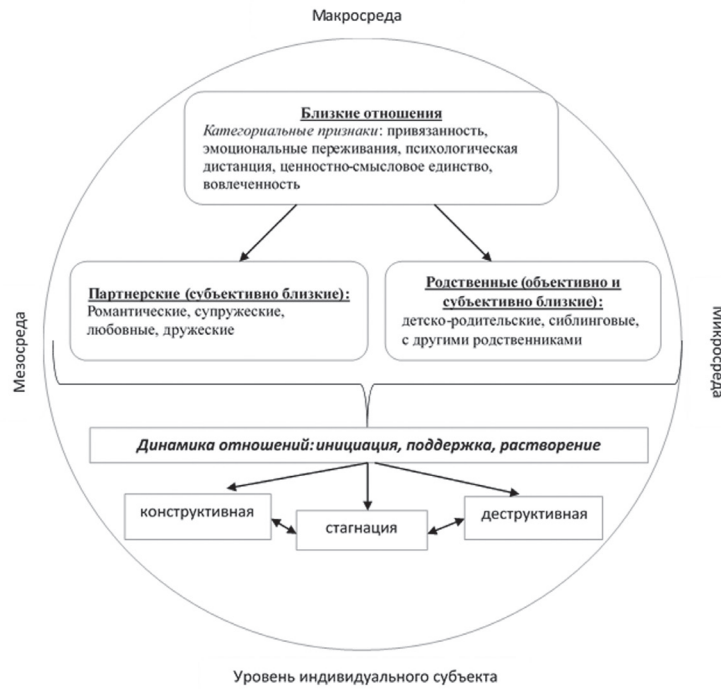 Макросреда
Близкие отношения
Категориальные признаки: привязанность,
эмоциональные переживания, психологическая
дистанция, ценностно-смысловое единство,
вовлеченность
Партнерские (субъективно близкие):
Романтические, супружеские,
любовные, дружеские
Родственные (объективно и
субъективно близкие):
детско-родительские, сиблинговые,
с другими родственниками
Мезосреда
Микросреда
Динамика отношений: инициация, поддержка, растворение
конструктивная
стагнация
деструктивная
Уровень индивидуального субъекта